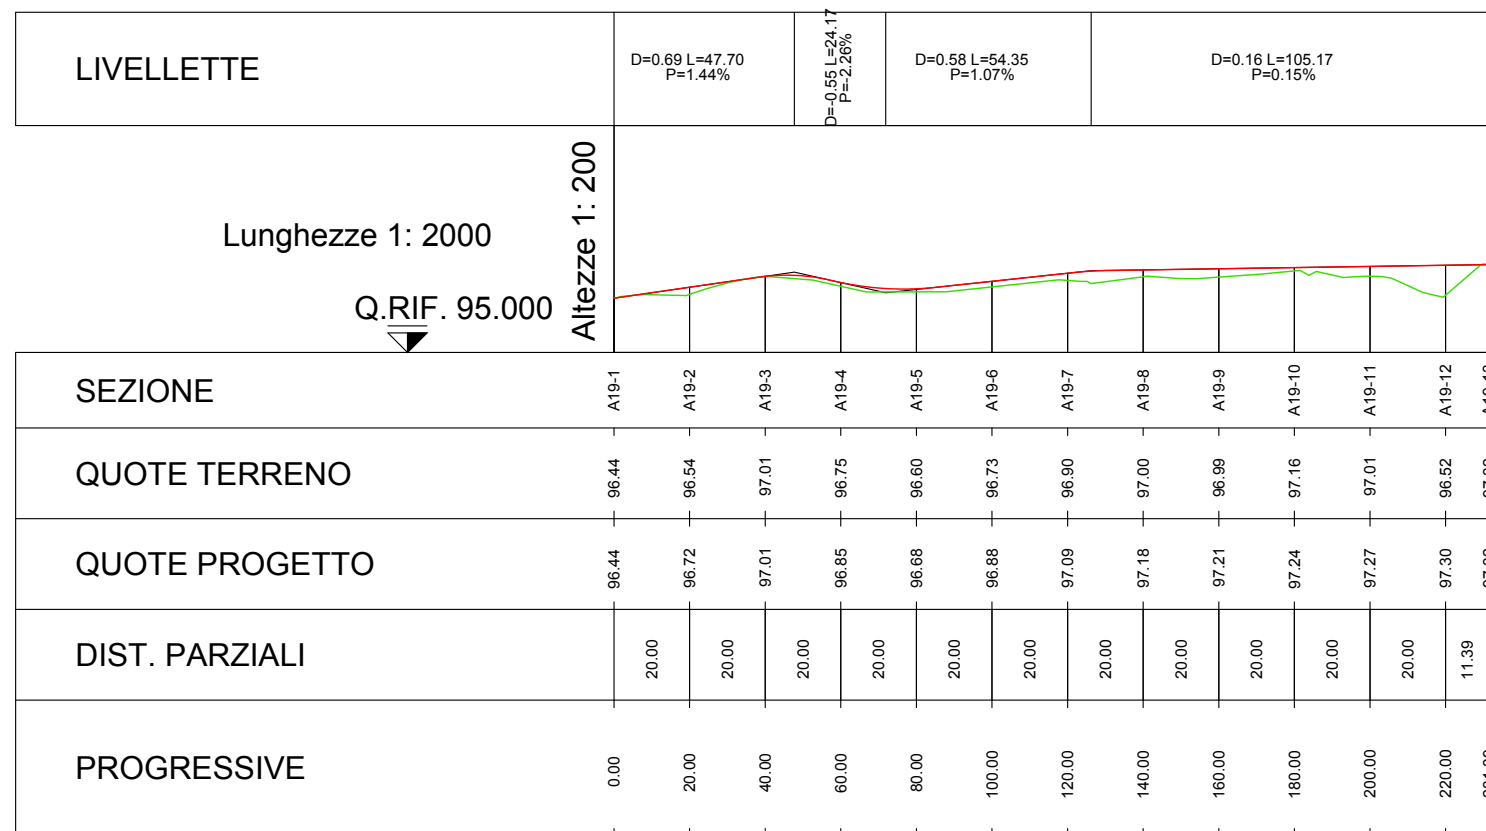 LIVELLETTE
D=0.69 L=47.70
P=1.44%
D=-0.55 L=24.17
P=-2.26%
D=0.58 L=54.35
P=1.07%
D=0.16 L=105.17
P=0.15%
Lunghezze 1: 2000
Altezze 1: 200
Q.RIF. 95.000
SEZIONE
A19-1 A19-2 A19-3 A19-4 A19-5 A19-6 A19-7 A19-8 A19-9 A19-10 A19-11 A19-12
QUOTE TERRENO
96.44 96.54 97.01 96.75 96.60 96.73 96.90 97.00 96.99 97.16 97.01 96.52
QUOTE PROGETTO
96.44 96.72 97.01 96.85 96.68 96.88 97.09 97.18 97.21 97.24 97.27 97.30
DIST. PARZIALI
20.00 20.00 20.00 20.00 20.00 20.00 20.00 20.00 20.00 20.00 20.00 11.39
PROGRESSIVE
0.00 20.00 40.00 60.00 80.00 100.00 120.00 140.00 160.00 180.00 200.00 220.00